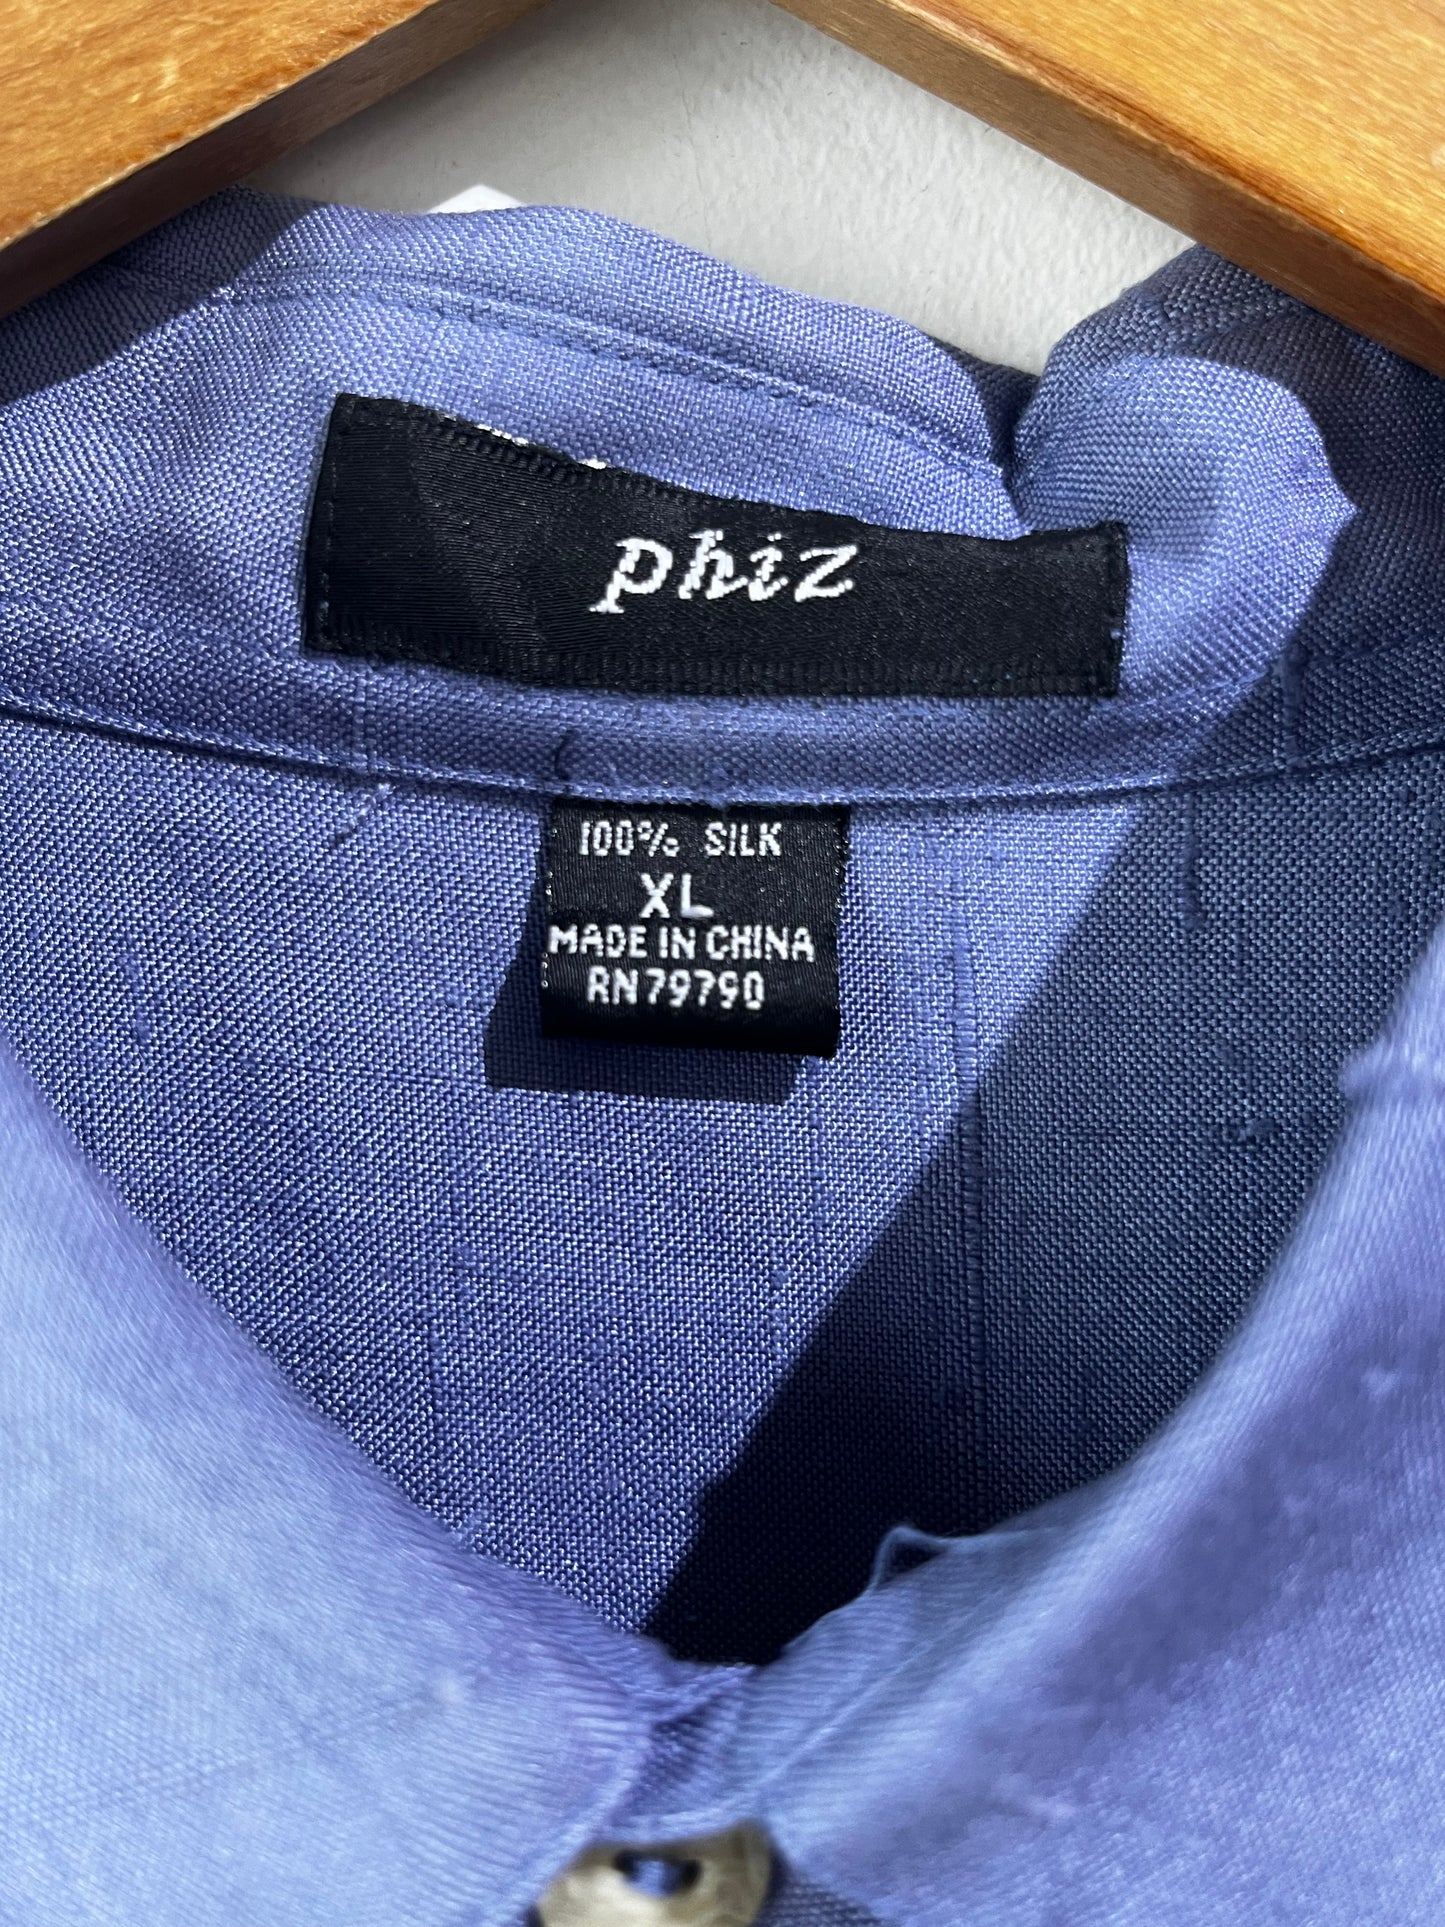 phiz
100% SILK
XL
MADE IN CHINA
RN79790